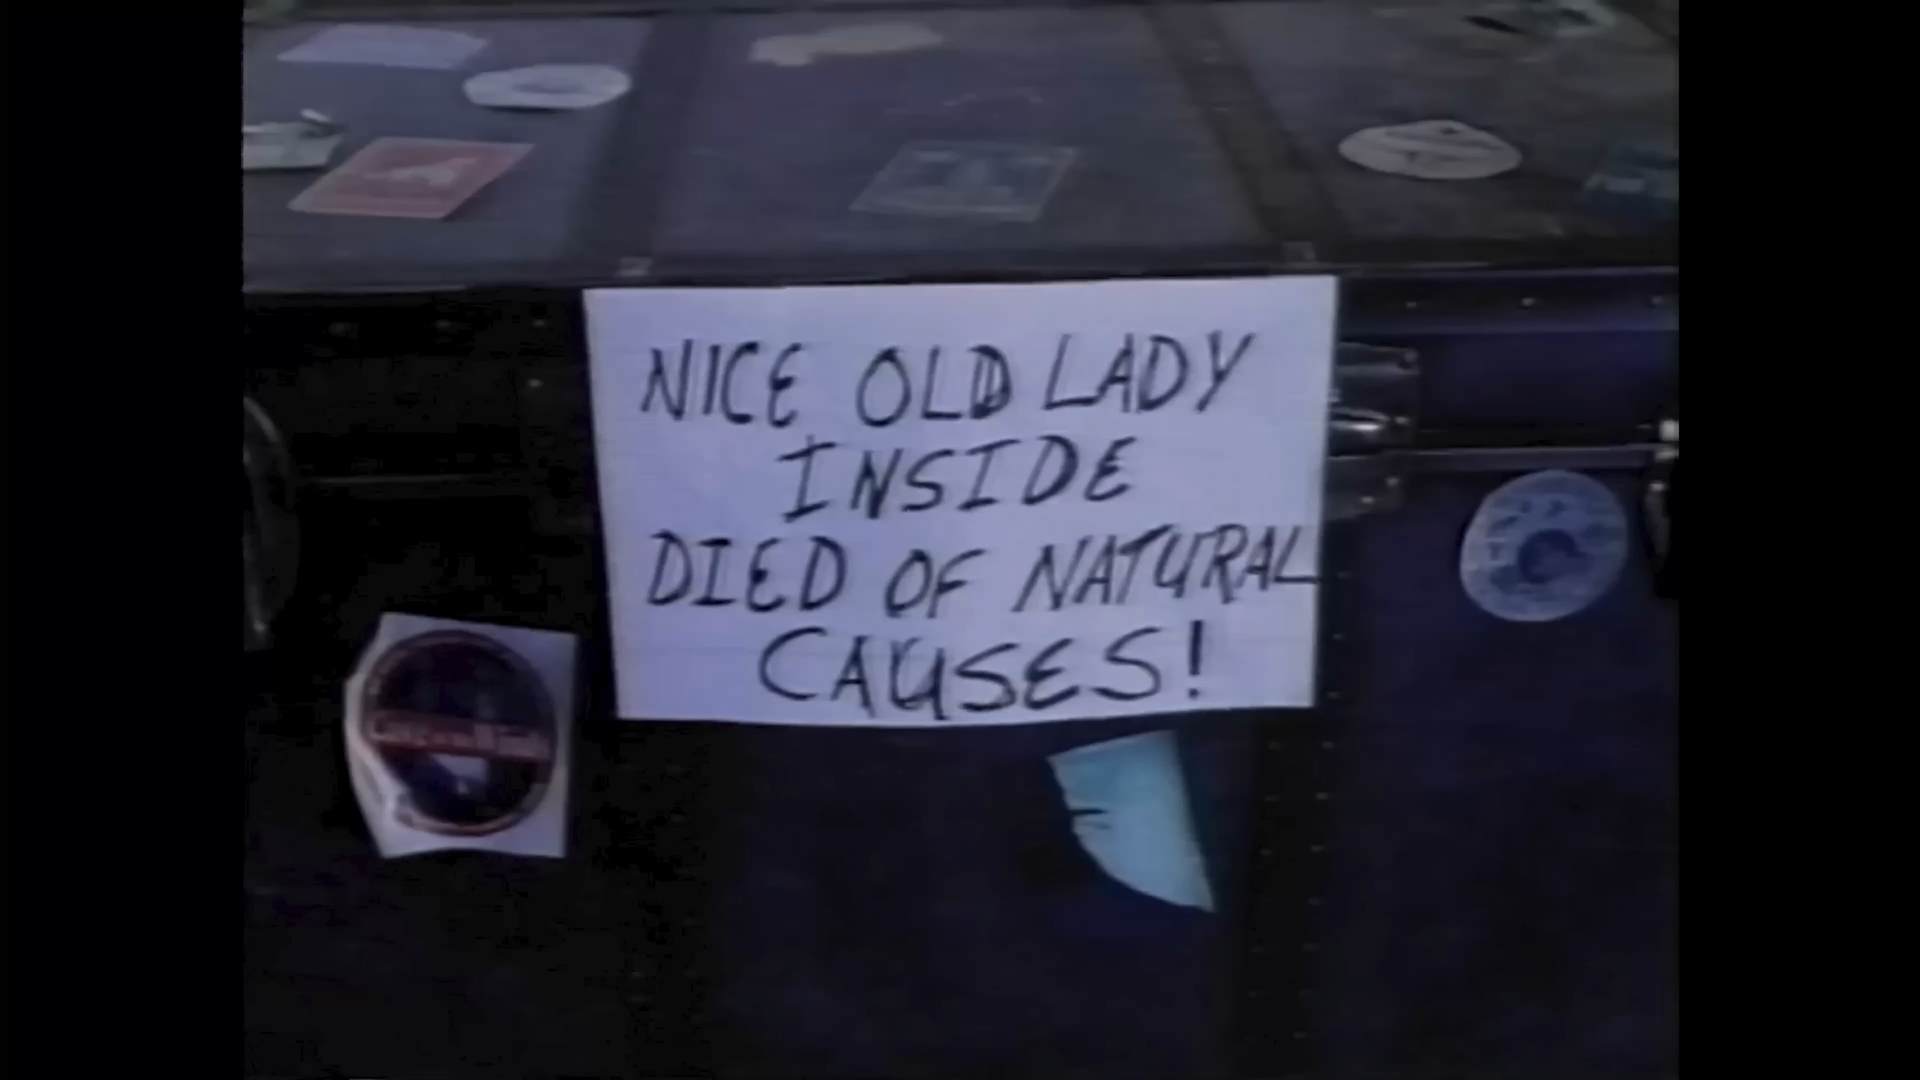 NICE OLD LADY
INSIDE
DIED OF NATURAL
CAUSES!